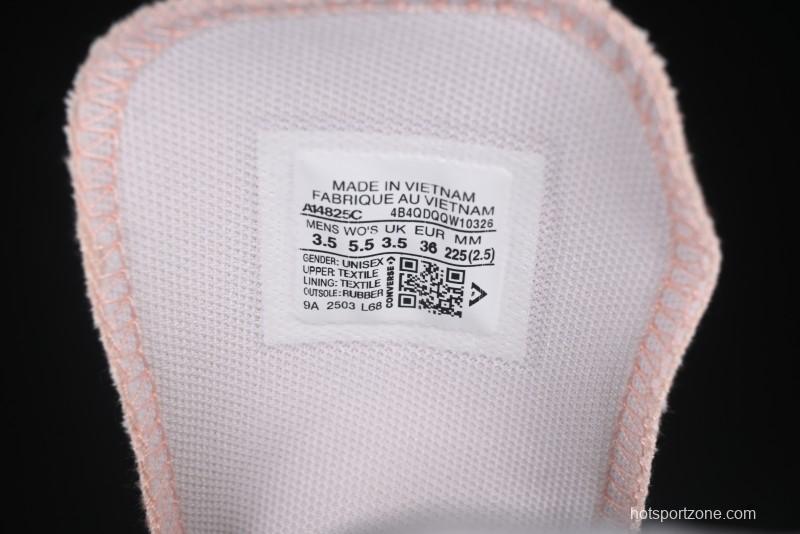 MADE IN VIETNAM
FABRIQUE AU VIETNAM
A14825C 4B4QDQQW10326
MENS WO'S UK EUR MM
3.5 5.5 3.5 36 225(2.5)
GENDER: UNISEX
UPPER: TEXTILE
LINING: TEXTILE
OUTSOLE: RUBBER
9A 2503 L68
CONVERSE
hotsportzone.com